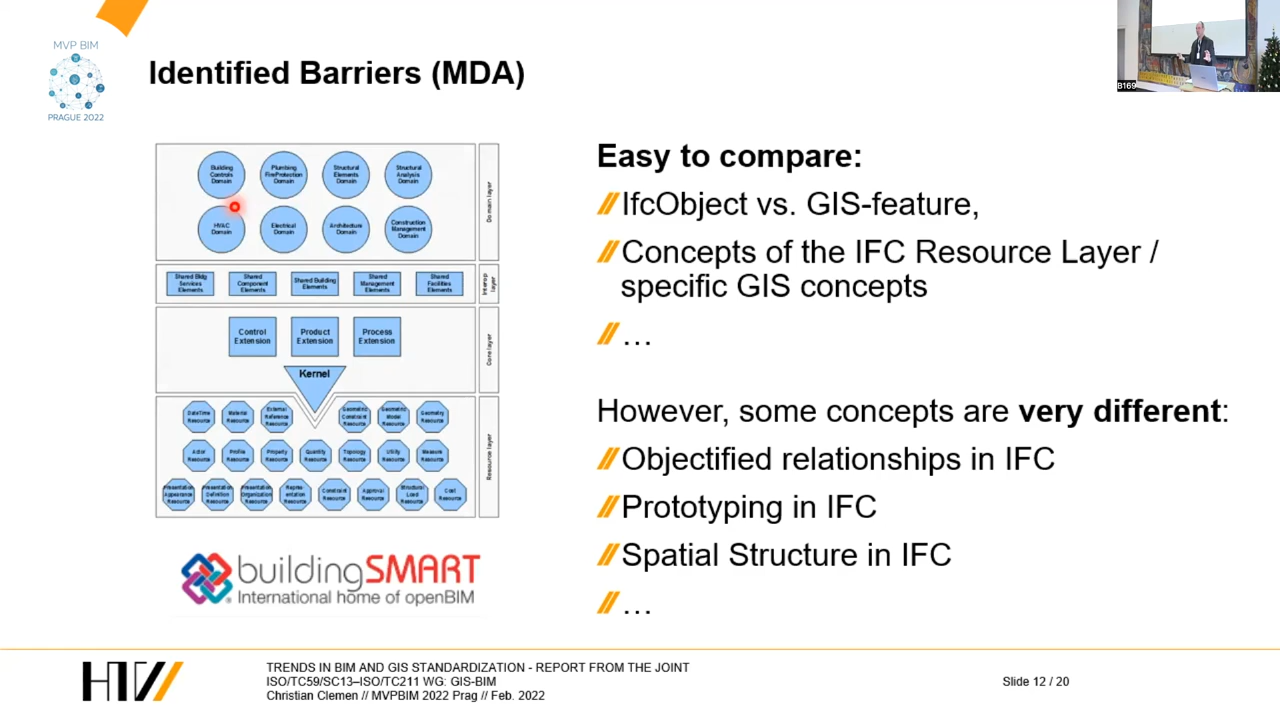 MVP BIM
PRAGUE 2022
Identified Barriers (MDA)
B169
Building
Controls
Domain
Plumbing
FireProtection
Domain
Structural
Elements
Domain
Structural
Analysis
Domain
HVAC
Domain
Electrical
Domain
Architecture
Domain
Construction
Management
Domain
Domain layer
Shared Bldg
Services
Elements
Shared
Component
Elements
Shared Building
Elements
Shared
Management
Elements
Shared
Facilities
Elements
Interop
layer
Control
Extension
Product
Extension
Process
Extension
Kernel
Core layer
DateTime
Resource
Material
Resource
External
Reference
Resource
Geometric
Constraint
Resource
Geometric
Model
Resource
Geometry
Resource
Actor
Resource
Profile
Resource
Property
Resource
Quantity
Resource
Topology
Resource
Utility
Resource
Measure
Resource
Presentation
Appearance
Resource
Presentation
Definition
Resource
Presentation
Organization
Resource
Repre-
sentation
Resource
Constraint
Resource
Approval
Resource
Structural
Load
Resource
Cost
Resource
Resource layer
buildingSMART
International home of openBIM
Easy to compare:
IfcObject vs. GIS-feature,
Concepts of the IFC Resource Layer /
specific GIS concepts
…
However, some concepts are very different:
Objectified relationships in IFC
Prototyping in IFC
Spatial Structure in IFC
…
HTW
TRENDS IN BIM AND GIS STANDARDIZATION - REPORT FROM THE JOINT
ISO/TC59/SC13–ISO/TC211 WG: GIS-BIM
Christian Clemen // MVPBIM 2022 Prag // Feb. 2022
Slide 12 / 20